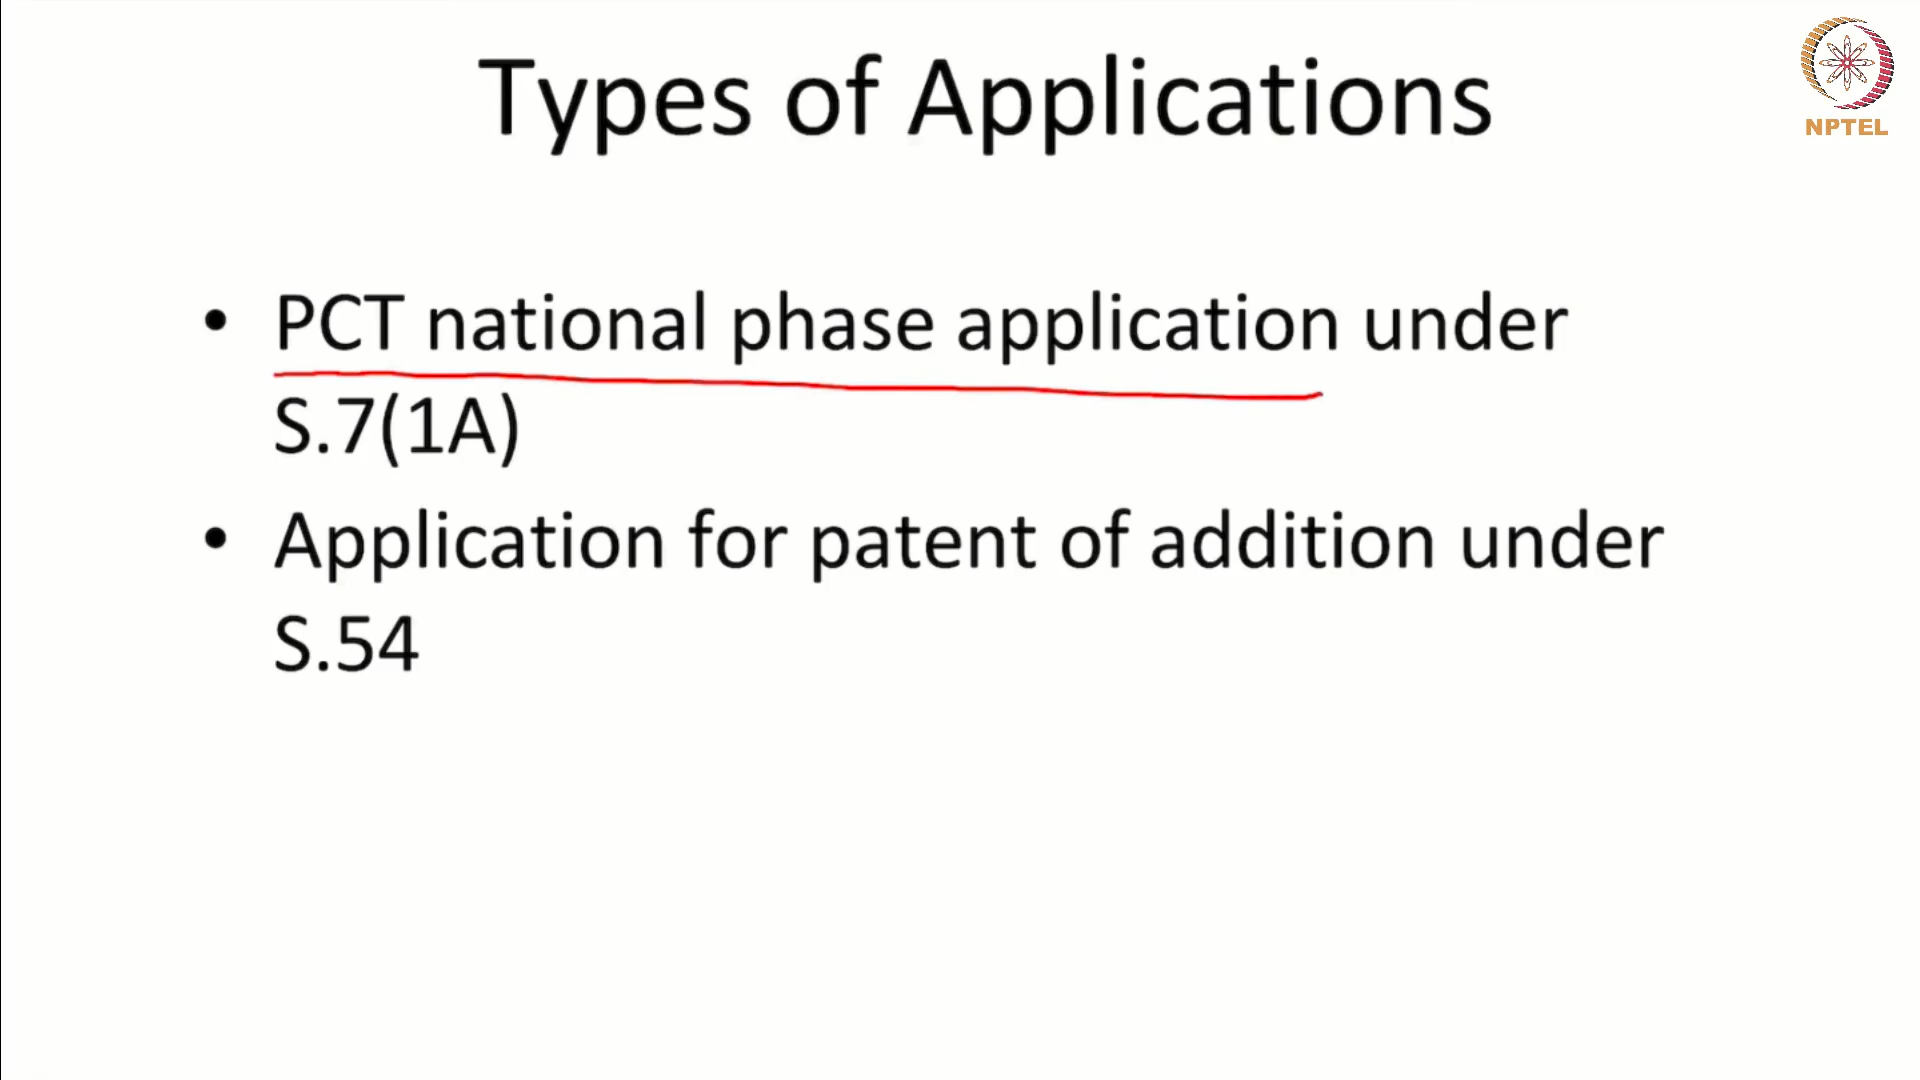 Types of Applications
NPTEL
• PCT national phase application under
S.7(1A)
• Application for patent of addition under
S.54